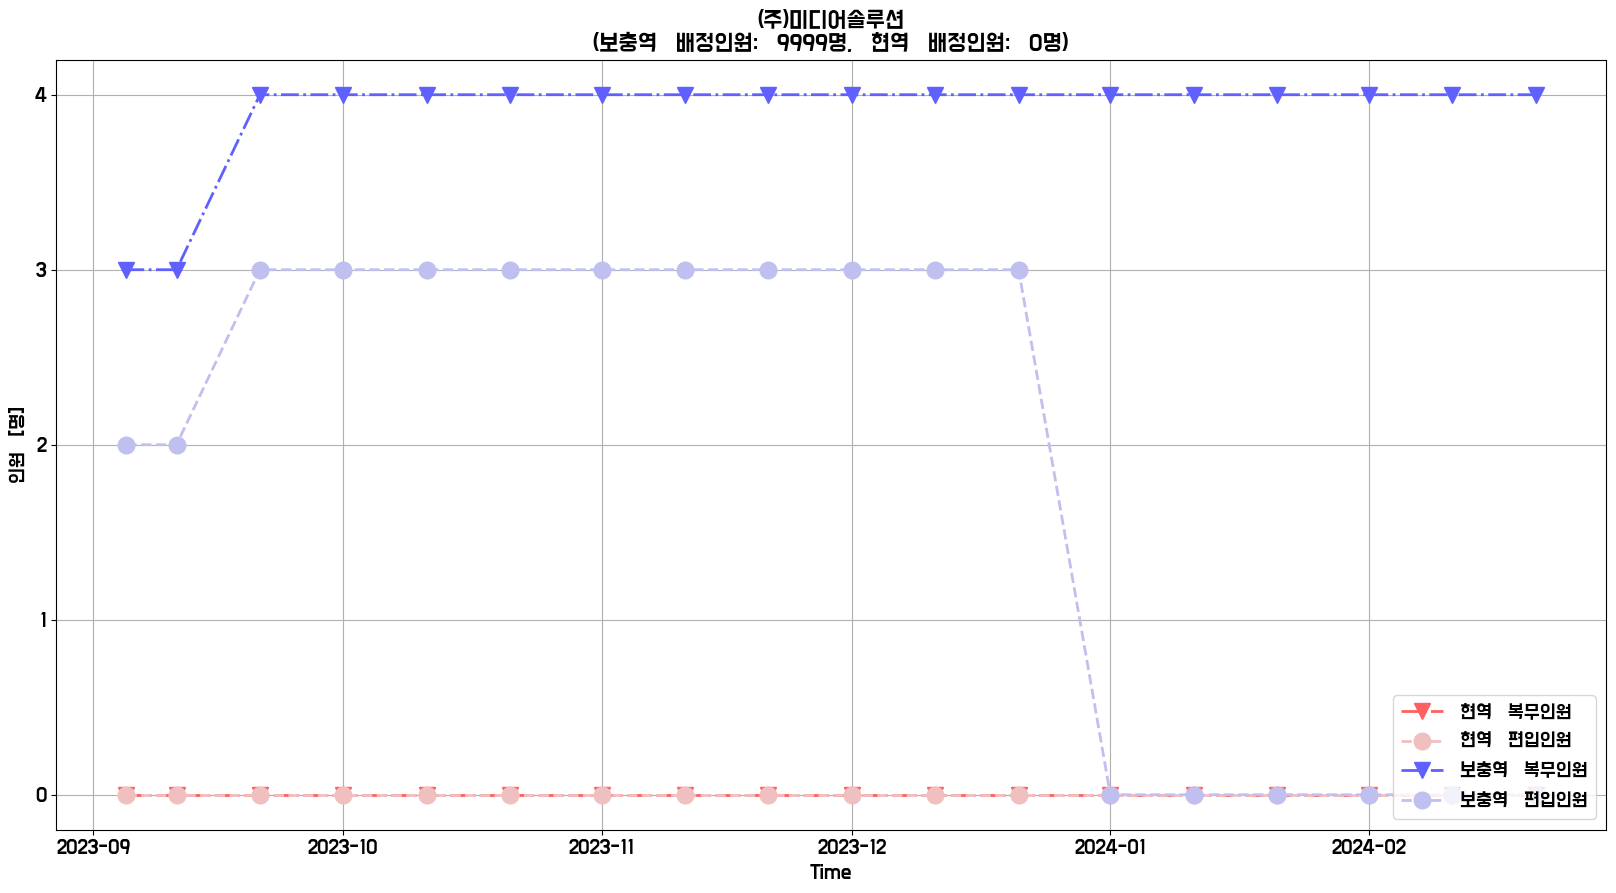 (주)미디어솔루션
(보충역 배정인원: 9999명, 현역 배정인원: 0명)
4
3
2
1
0
인원 [명]
2023-09
2023-10
2023-11
2023-12
2024-01
2024-02
Time
현역 복무인원
현역 편입인원
보충역 복무인원
보충역 편입인원